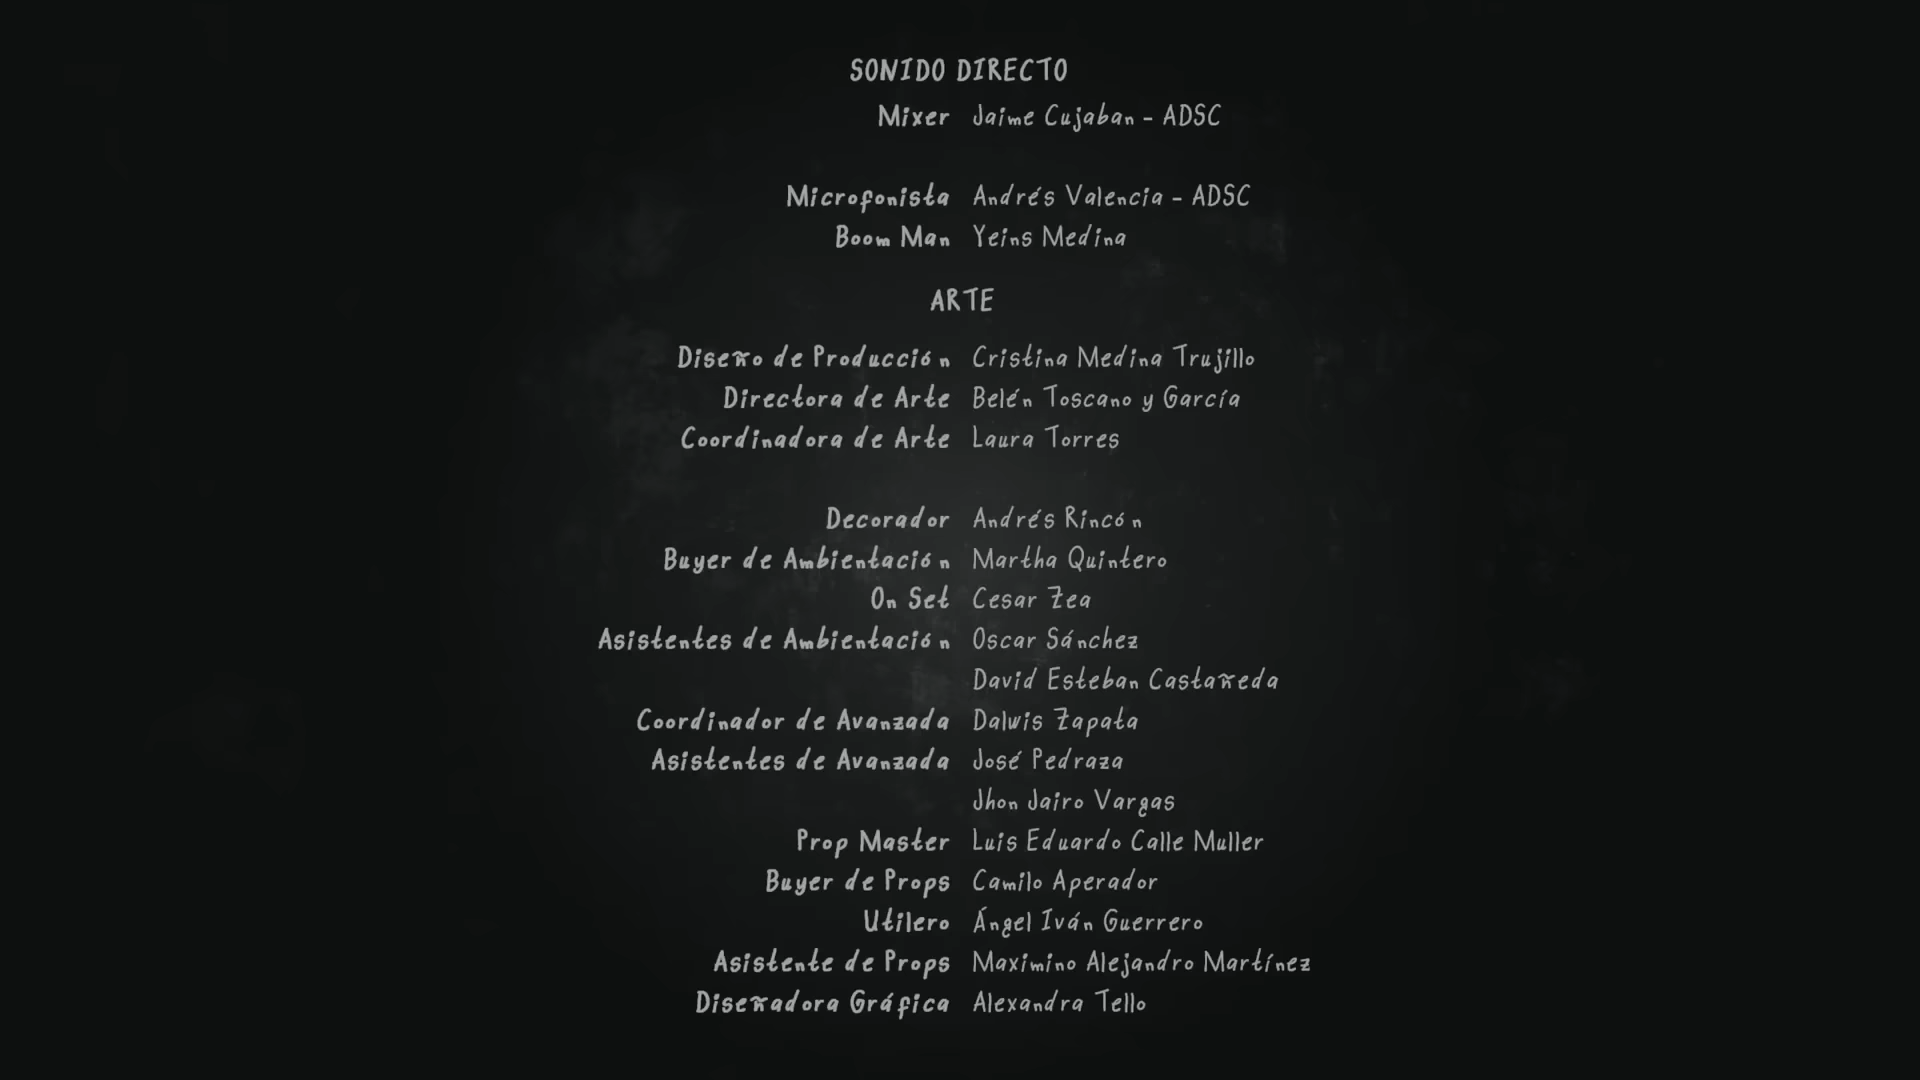 SONIDO DIRECTO
Mixer Jaime Cujaban - ADSC
Microfonista Andrés Valencia - ADSC
Boom Man Yeins Medina
ARTE
Diseño de Producción Cristina Medina Trujillo
Directora de Arte Belén Toscano y García
Coordinadora de Arte Laura Torres
Decorador Andrés Rincón
Buyer de Ambientación Martha Quintero
On Set Cesar Zea
Asistentes de Ambientación Oscar Sánchez
David Esteban Castañeda
Coordinador de Avanzada Dalwis Zapata
Asistentes de Avanzada José Pedraza
Jhon Jairo Vargas
Prop Master Luis Eduardo Calle Muller
Buyer de Props Camilo Aperador
Utilero Ángel Iván Guerrero
Asistente de Props Maximino Alejandro Martínez
Diseñadora Gráfica Alexandra Tello